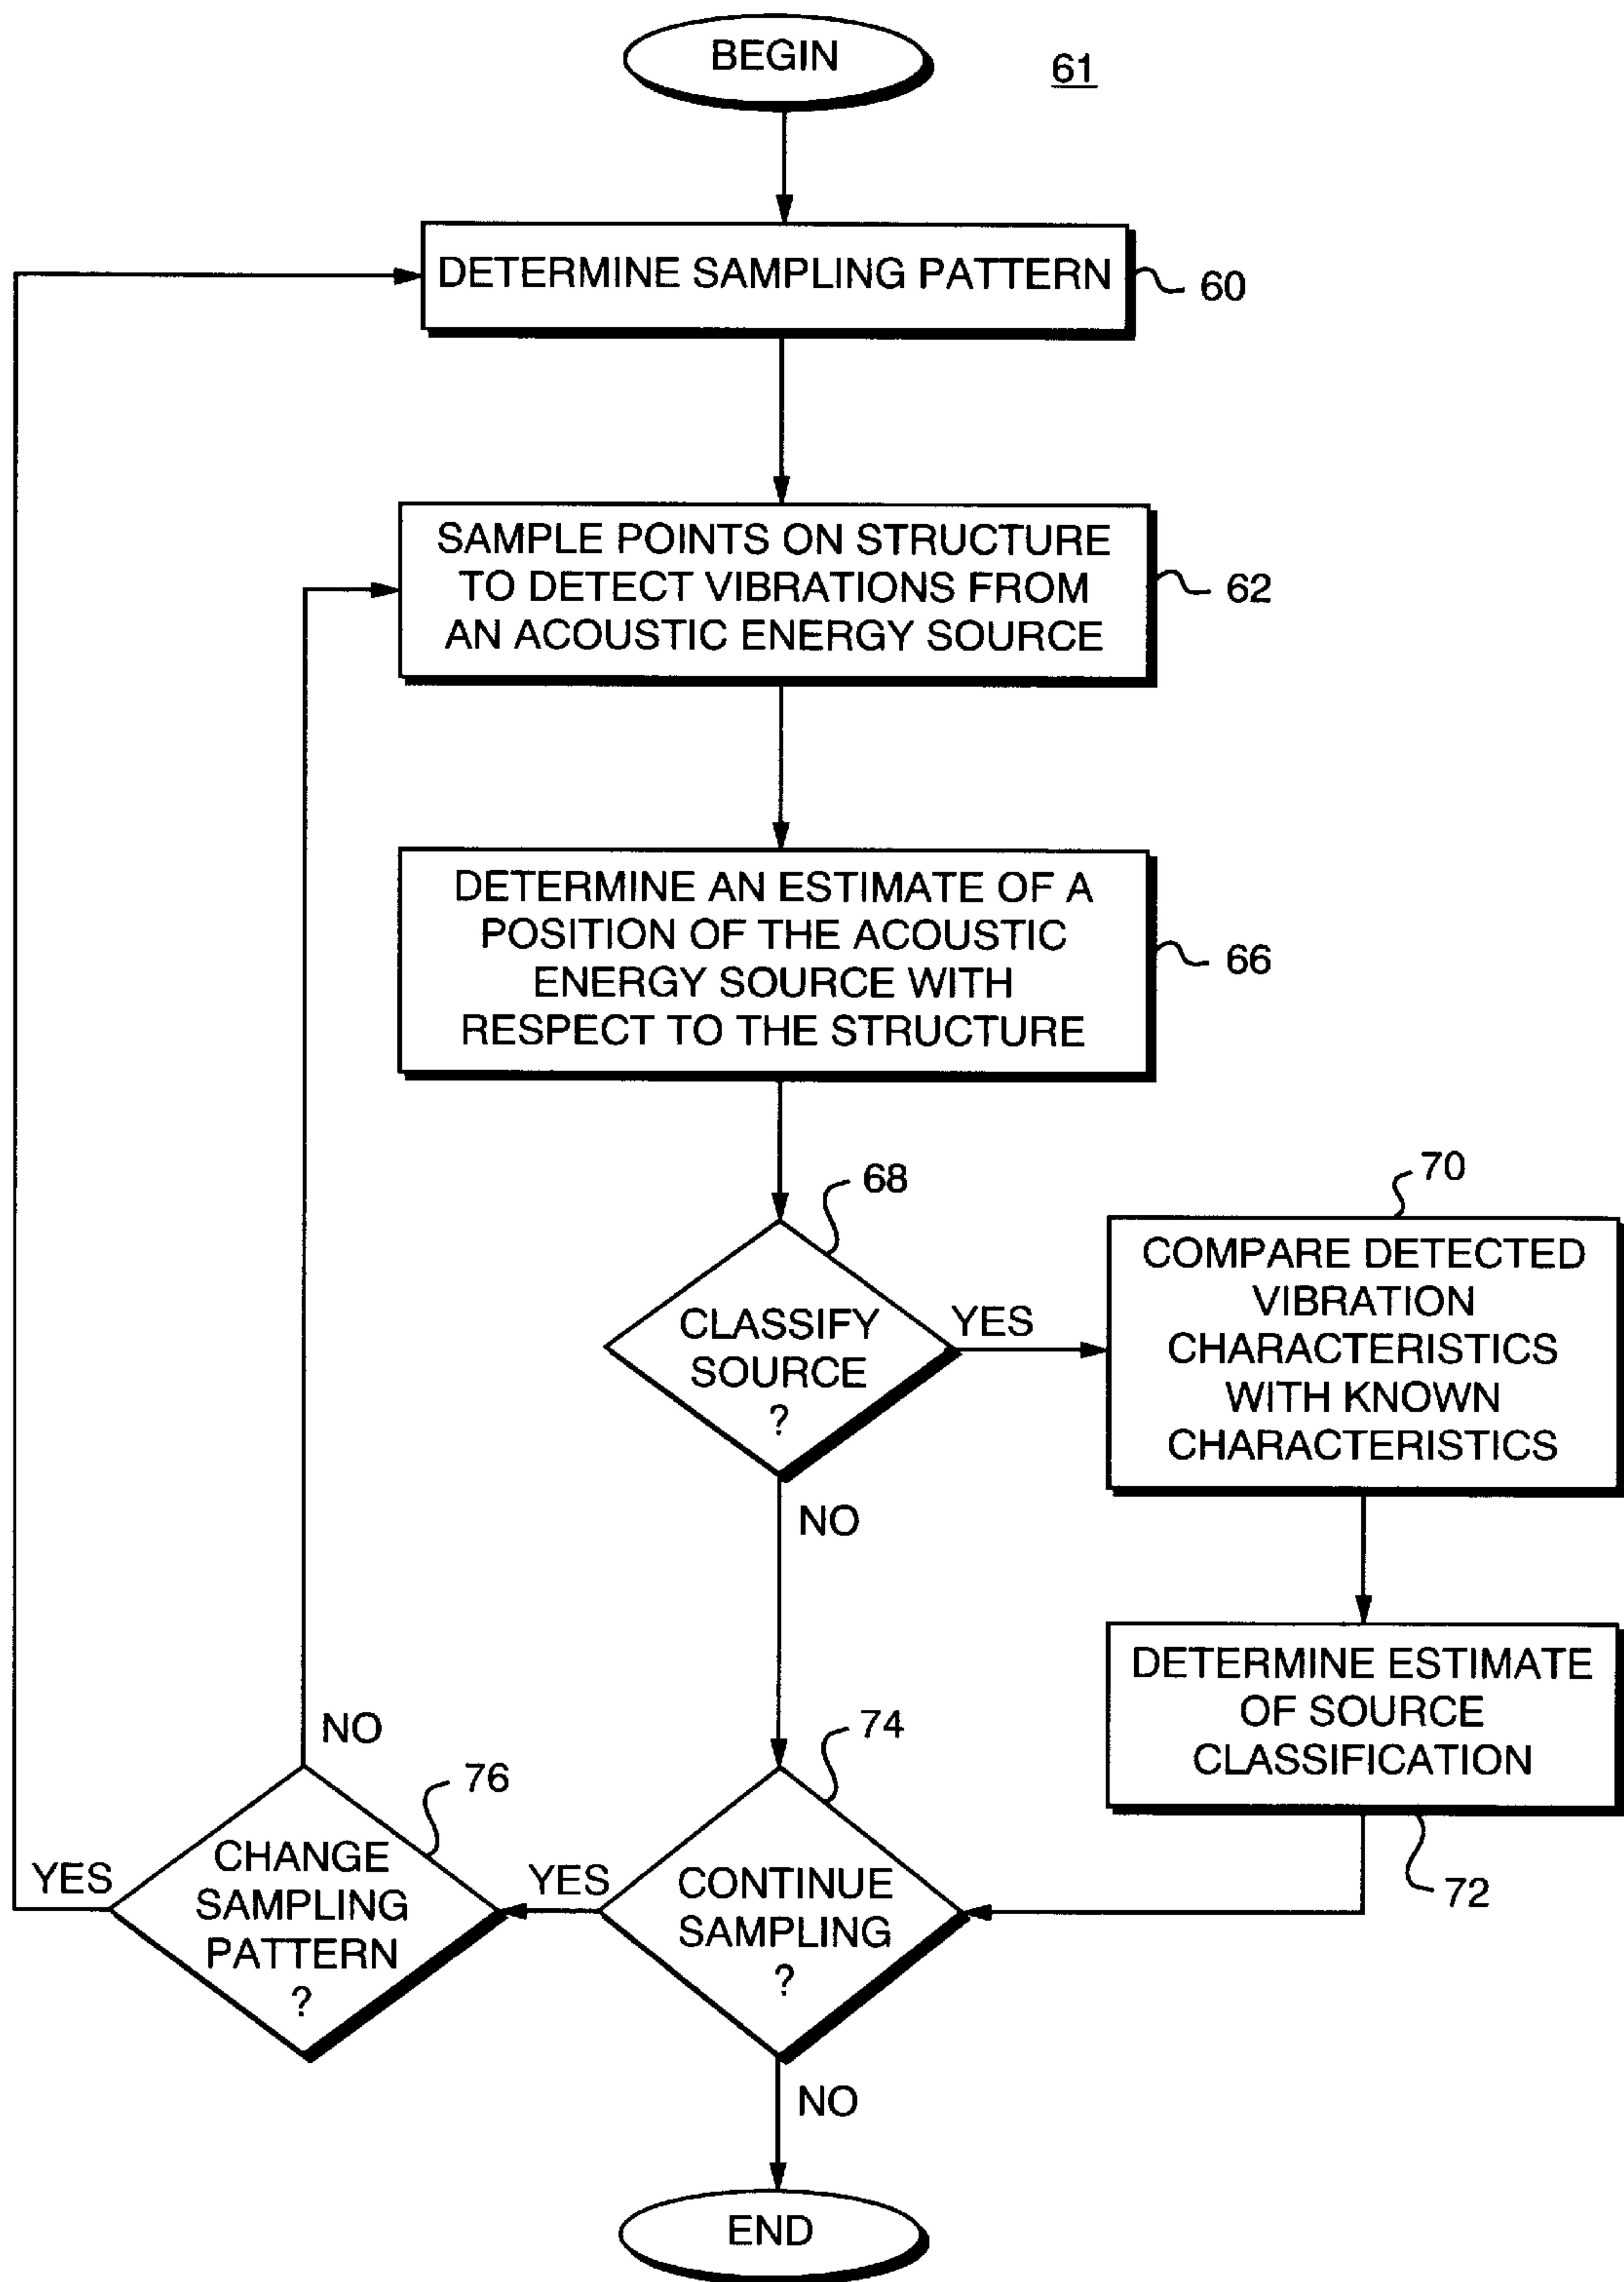 BEGIN
61
DETERMINE SAMPLING PATTERN
60
SAMPLE POINTS ON STRUCTURE
TO DETECT VIBRATIONS FROM
AN ACOUSTIC ENERGY SOURCE
62
DETERMINE AN ESTIMATE OF A
POSITION OF THE ACOUSTIC
ENERGY SOURCE WITH
RESPECT TO THE STRUCTURE
66
68
CLASSIFY
SOURCE
?
YES
NO
70
COMPARE DETECTED
VIBRATION
CHARACTERISTICS
WITH KNOWN
CHARACTERISTICS
DETERMINE ESTIMATE
OF SOURCE
CLASSIFICATION
72
74
CONTINUE
SAMPLING
?
YES
NO
76
CHANGE
SAMPLING
PATTERN
?
NO
YES
END